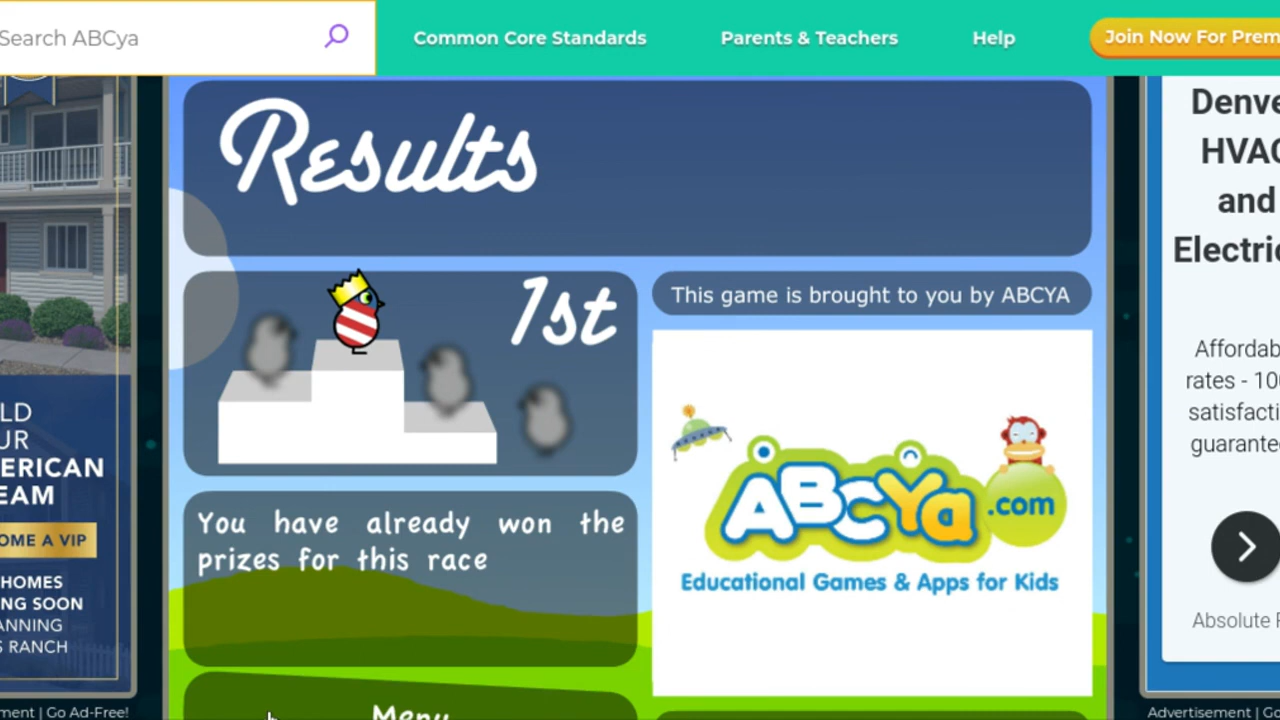 Search ABCya
Common Core Standards
Parents & Teachers
Help
Join Now For Prem
Results
1st
This game is brought to you by ABCYA
ABCYa.com
Educational Games & Apps for Kids
You have already won the
prizes for this race
Menu
LD
UR
ERICAN
EAM
OME A VIP
HOMES
NG SOON
ANNING
S RANCH
ment | Go Ad-Free!
Denve
HVAC
and
Electric
Affordab
rates - 10
satisfacti
guarante
Absolute
Advertisement | Go